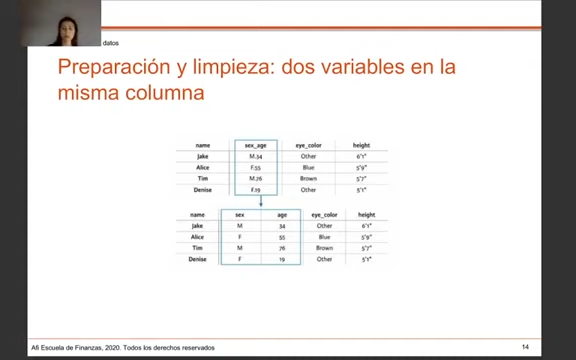 datos
Preparación y limpieza: dos variables en la
misma columna
name sex_age eye_color height
Jake M.34 Other 6'1"
Alice F.55 Blue 5'9"
Tim M.76 Brown 5'7"
Denise F.19 Other 5'1"
name sex age eye_color height
Jake M 34 Other 6'1"
Alice F 55 Blue 5'9"
Tim M 76 Brown 5'7"
Denise F 19 Other 5'1"
Afi Escuela de Finanzas, 2020. Todos los derechos reservados
14